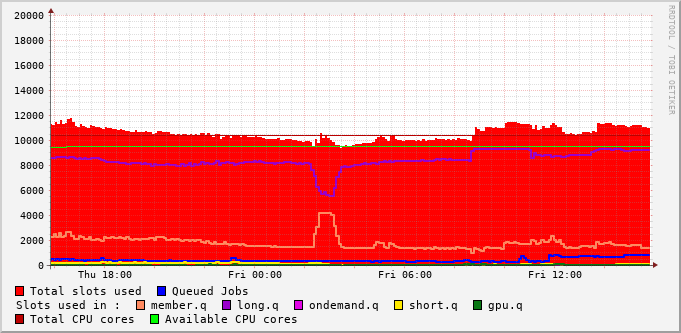 20000
18000
16000
14000
12000
10000
8000
6000
4000
2000
0
Thu 18:00 Fri 00:00 Fri 06:00 Fri 12:00
Total slots used Queued Jobs
Slots used in : member.q long.q ondemand.q short.q gpu.q
Total CPU cores Available CPU cores
RRDTOOL / TOBI OETIKER